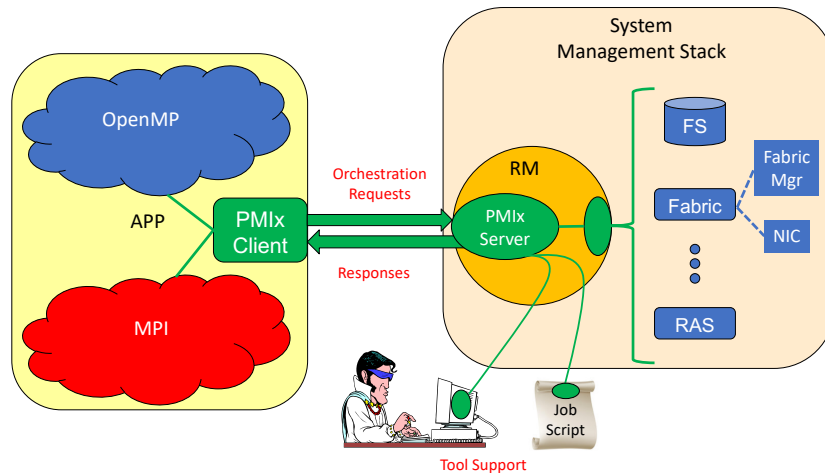 System
Management Stack
OpenMP
APP
PMIx
Client
MPI
Orchestration
Requests
Responses
RM
PMIx
Server
FS
Fabric
Mgr
Fabric
NIC
RAS
Job
Script
Tool Support